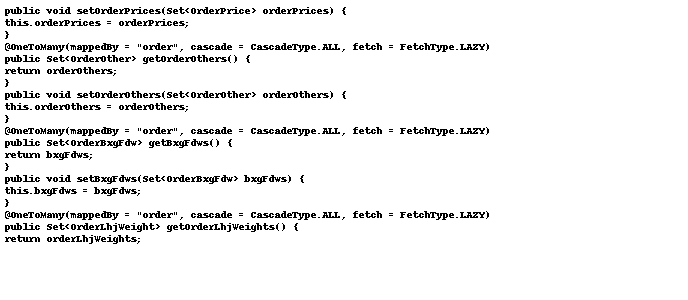 public void setOrderPrices(Set<OrderPrice> orderPrices) {
this.orderPrices = orderPrices;
}
@OneToMany(mappedBy = "order", cascade = CascadeType.ALL, fetch = FetchType.LAZY)
public Set<OrderOther> getOrderOthers() {
return orderOthers;
}
public void setOrderOthers(Set<OrderOther> orderOthers) {
this.orderOthers = orderOthers;
}
@OneToMany(mappedBy = "order", cascade = CascadeType.ALL, fetch = FetchType.LAZY)
public Set<OrderBxgFdw> getBxgFdws() {
return bxgFdws;
}
public void setBxgFdws(Set<OrderBxgFdw> bxgFdws) {
this.bxgFdws = bxgFdws;
}
@OneToMany(mappedBy = "order", cascade = CascadeType.ALL, fetch = FetchType.LAZY)
public Set<OrderLhjWeight> getOrderLhjWeights() {
return orderLhjWeights;